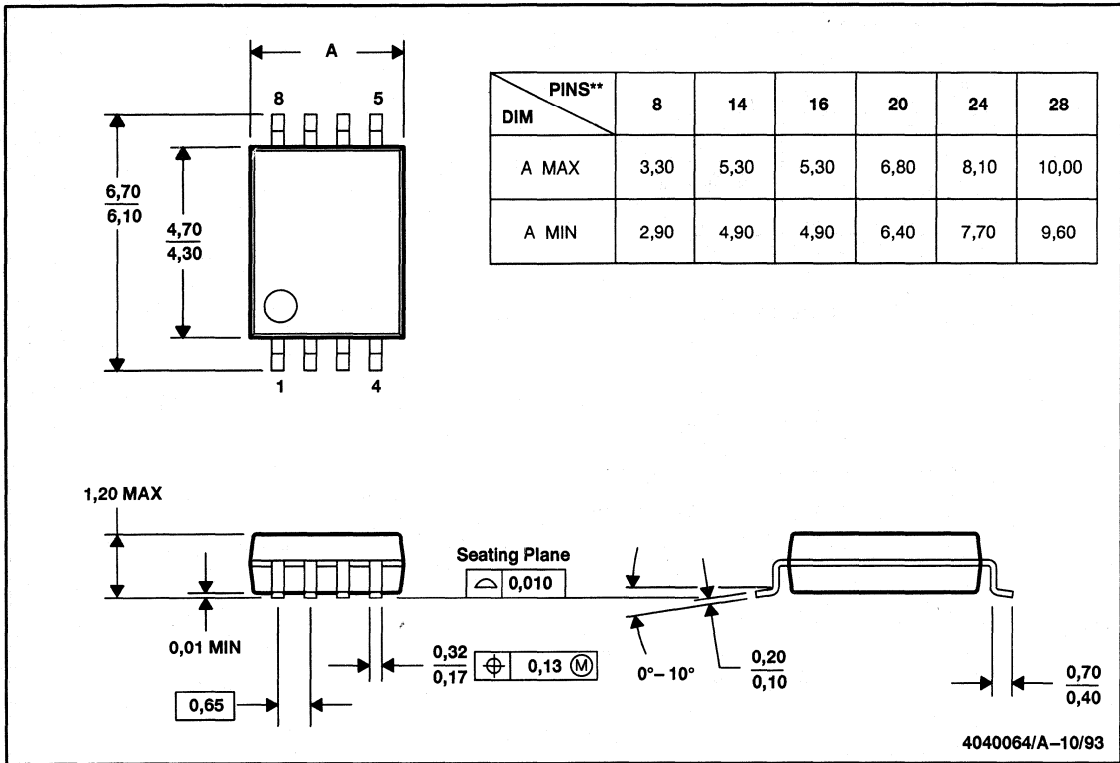 A
8 5
6,70
6,10
4,70
4,30
1 4
PINS**
DIM
8 14 16 20 24 28
A MAX 3,30 5,30 5,30 6,80 8,10 10,00
A MIN 2,90 4,90 4,90 6,40 7,70 9,60
1,20 MAX
0,01 MIN
0,65
0,32
0,17
⌖ 0,13 Ⓜ
Seating Plane
⌓ 0,010
0°–10°
0,20
0,10
0,70
0,40
4040064/A–10/93